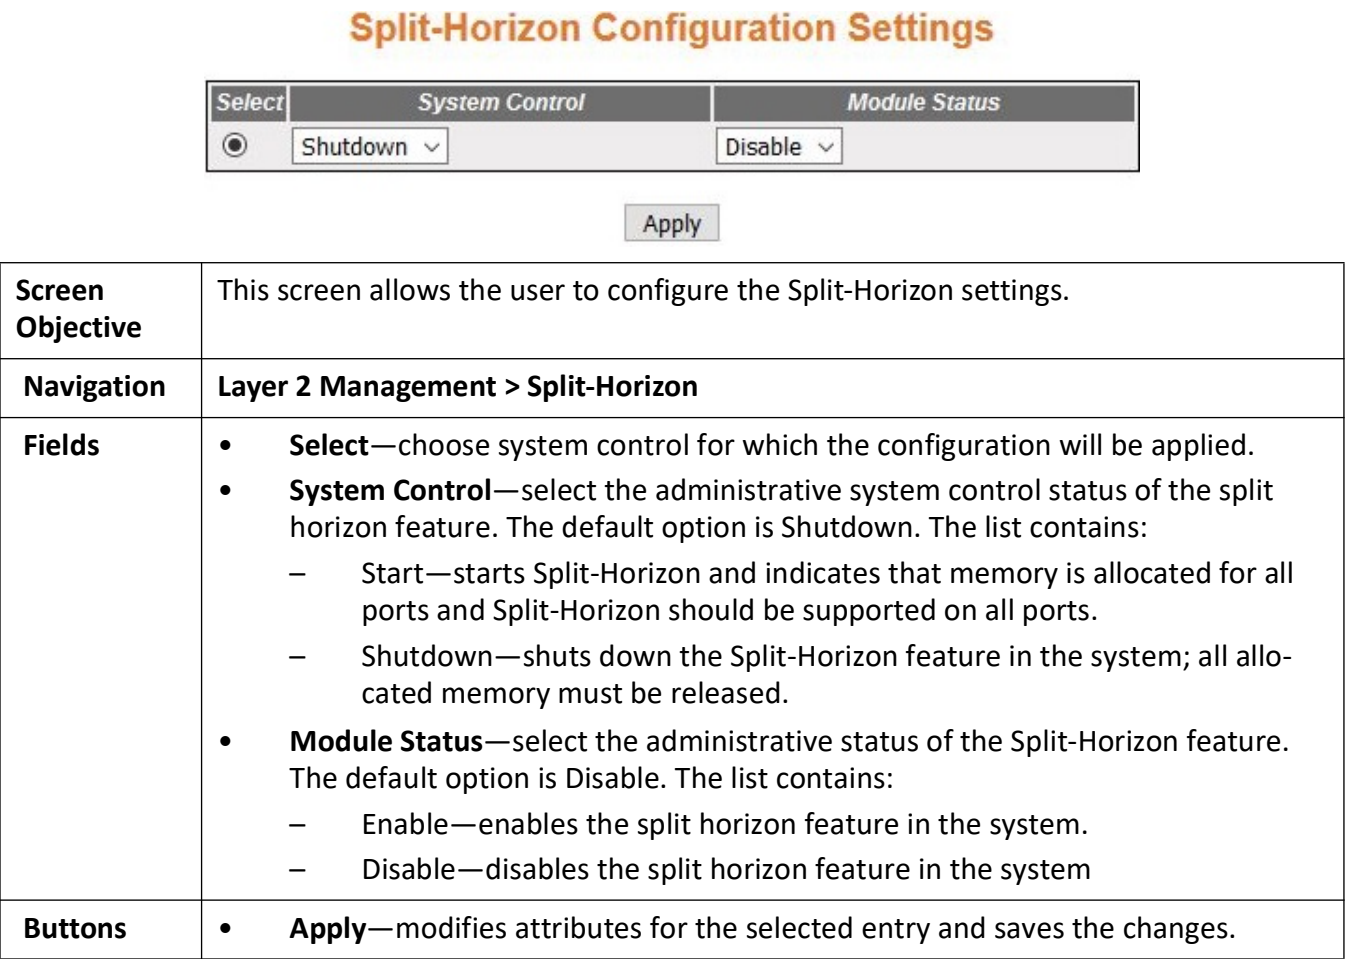 Split-Horizon Configuration Settings
Select System Control Module Status
Shutdown Disable
Apply
Screen Objective
This screen allows the user to configure the Split-Horizon settings.
Navigation
Layer 2 Management > Split-Horizon
Fields
• Select—choose system control for which the configuration will be applied.
• System Control—select the administrative system control status of the split
horizon feature. The default option is Shutdown. The list contains:
– Start—starts Split-Horizon and indicates that memory is allocated for all
ports and Split-Horizon should be supported on all ports.
– Shutdown—shuts down the Split-Horizon feature in the system; all allo-
cated memory must be released.
• Module Status—select the administrative status of the Split-Horizon feature.
The default option is Disable. The list contains:
– Enable—enables the split horizon feature in the system.
– Disable—disables the split horizon feature in the system
Buttons
• Apply—modifies attributes for the selected entry and saves the changes.